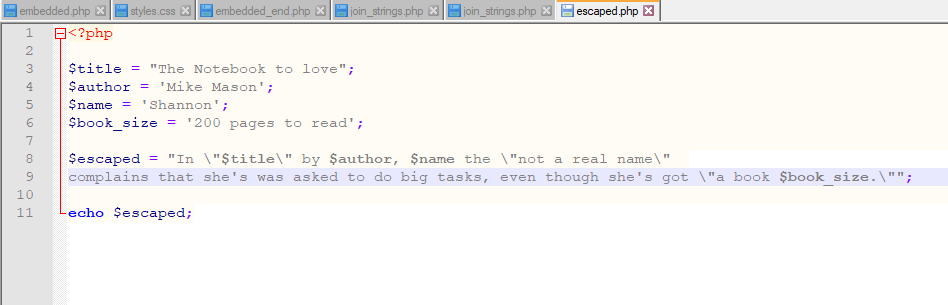 embedded.php styles.css embedded_end.php join_strings.php join_strings.php escaped.php
1 <?php
2
3 $title = "The Notebook to love";
4 $author = 'Mike Mason';
5 $name = 'Shannon';
6 $book_size = '200 pages to read';
7
8 $escaped = "In \"$title\" by $author, $name the \"not a real name\"
9 complains that she's was asked to do big tasks, even though she's got \"a book $book_size.\"";
10
11 echo $escaped;